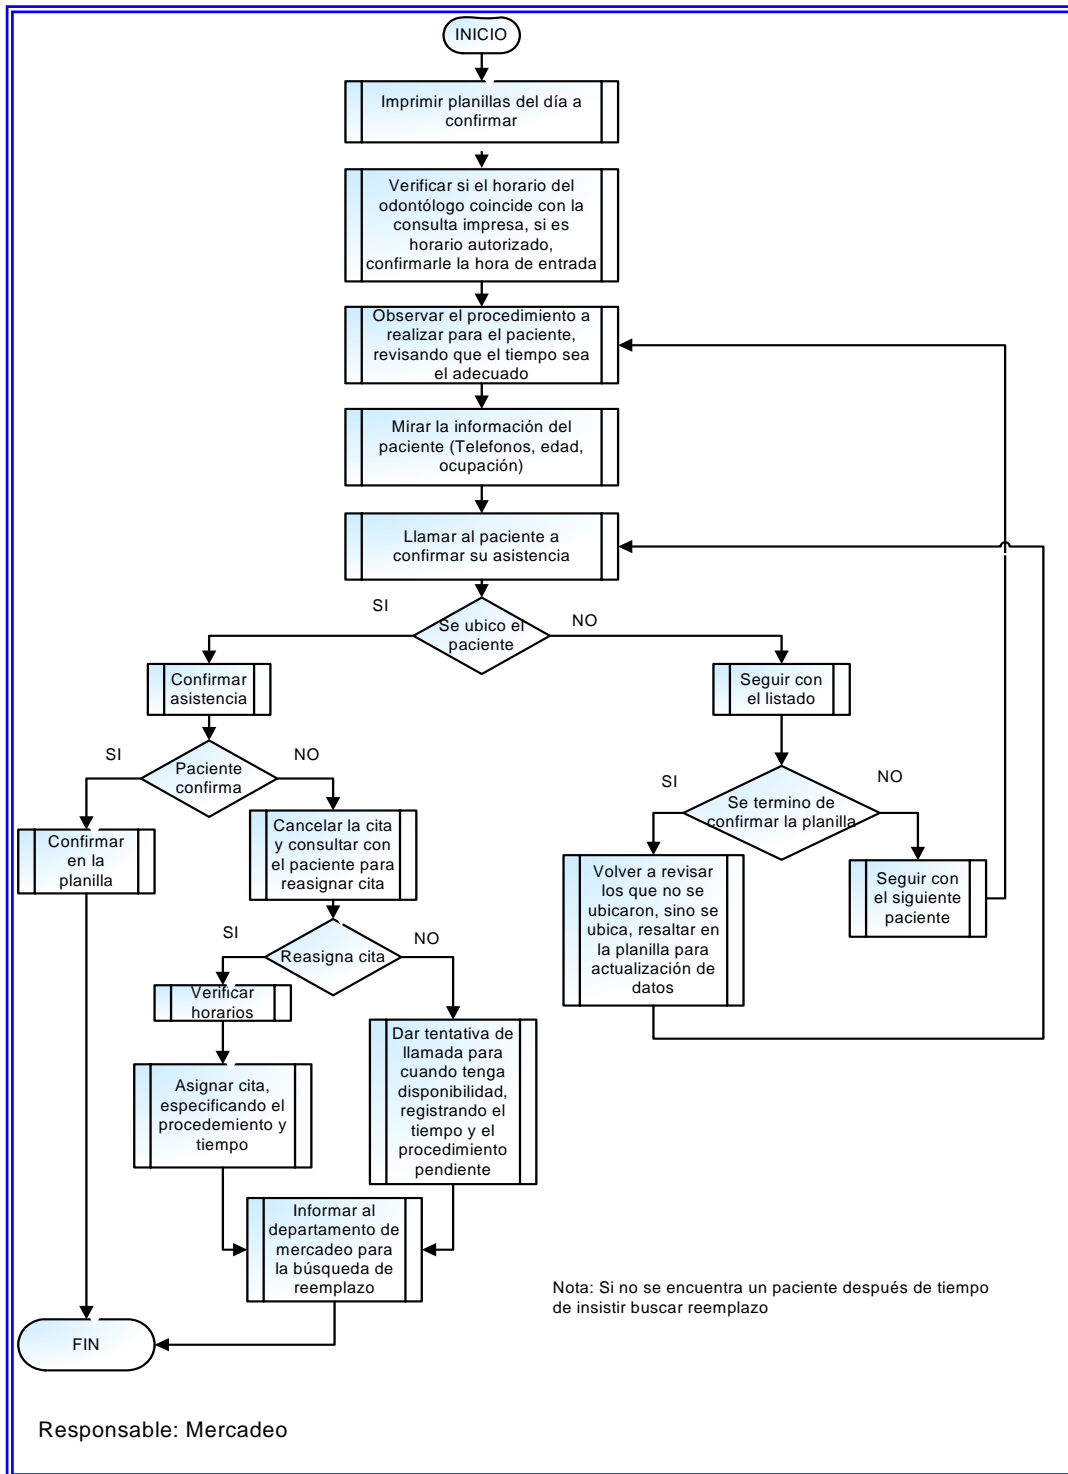 INICIO
Imprimir planillas del día a
confirmar
Verificar si el horario del
odontólogo coincide con la
consulta impresa, si es
horario autorizado,
confirmarle la hora de entrada
Observar el procedimiento a
realizar para el paciente,
revisando que el tiempo sea
el adecuado
Mirar la información del
paciente (Telefonos, edad,
ocupación)
Llamar al paciente a
confirmar su asistencia
Se ubico el
paciente
SI
NO
Confirmar
asistencia
Seguir con
el listado
Paciente
confirma
SI
NO
Se termino de
confirmar la planilla
SI
NO
Confirmar
en la
planilla
Cancelar la cita
y consultar con
el paciente para
reasignar cita
Volver a revisar
los que no se
ubicaron, sino se
ubica, resaltar en
la planilla para
actualización de
datos
Seguir con
el siguiente
paciente
Reasigna cita
SI
NO
Verificar
horarios
Asignar cita,
especificando el
procedemiento y
tiempo
Dar tentativa de
llamada para
cuando tenga
disponibilidad,
registrando el
tiempo y el
procedimiento
pendiente
Informar al
departamento de
mercadeo para
la búsqueda de
reemplazo
Nota: Si no se encuentra un paciente después de tiempo
de insistir buscar reemplazo
FIN
Responsable: Mercadeo